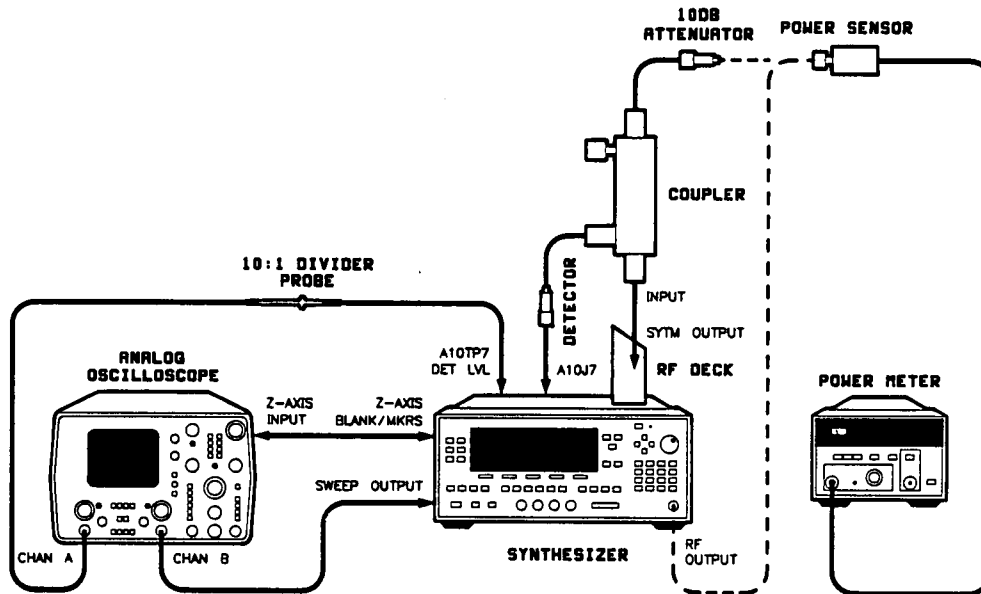 10DB
ATTENUATOR
POWER SENSOR
COUPLER
10:1 DIVIDER
PROBE
DETECTOR
INPUT
SYTM OUTPUT
A10TP7
DET LVL
A10J7
RF DECK
ANALOG
OSCILLOSCOPE
Z-AXIS
INPUT
Z-AXIS
BLANK/MKRS
POWER METER
SWEEP OUTPUT
CHAN A
CHAN B
SYNTHESIZER
RF
OUTPUT